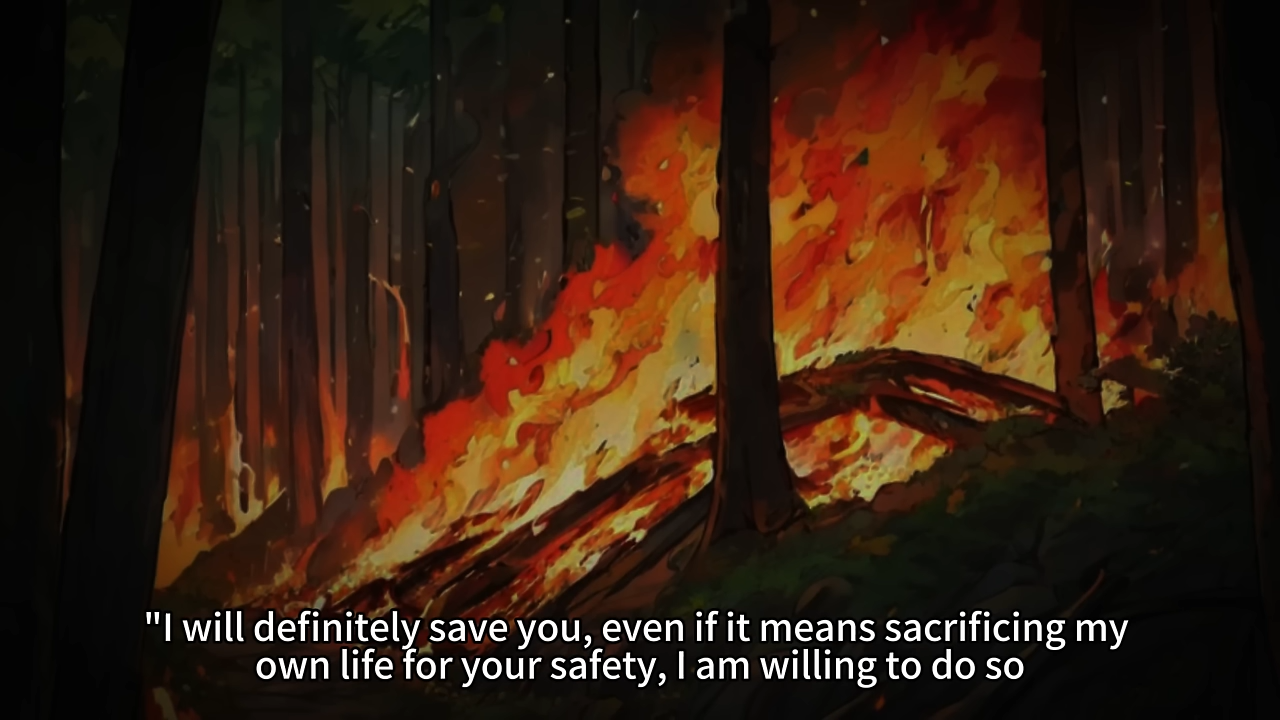 "I will definitely save you, even if it means sacrificing my
own life for your safety, I am willing to do so